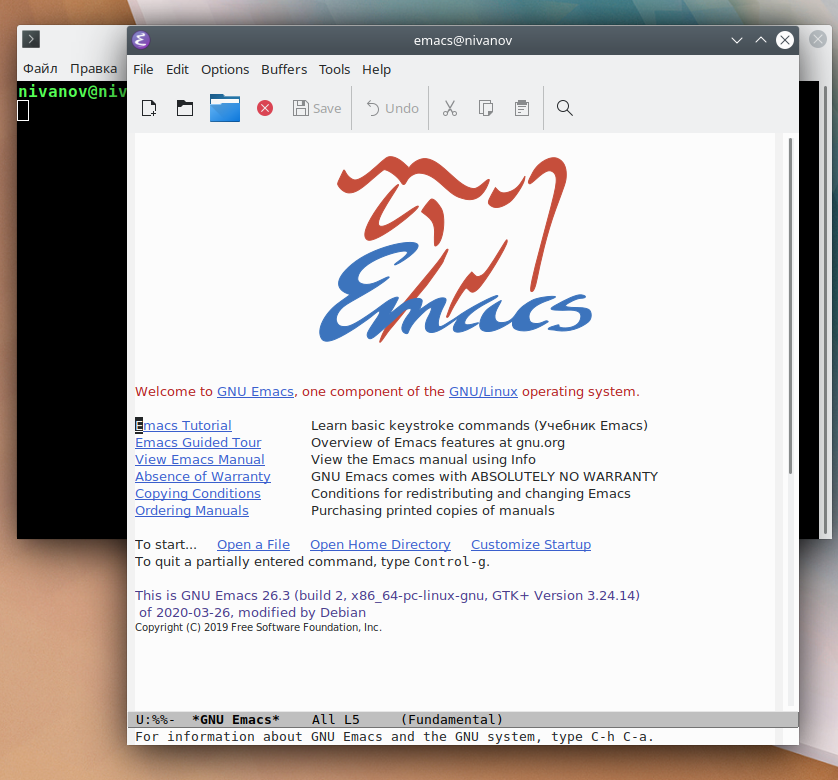 emacs@nivanov
Файл Правка
nivanov@niv
File Edit Options Buffers Tools Help
Save Undo
Emacs
Welcome to GNU Emacs, one component of the GNU/Linux operating system.
Emacs Tutorial Learn basic keystroke commands (Учебник Emacs)
Emacs Guided Tour Overview of Emacs features at gnu.org
View Emacs Manual View the Emacs manual using Info
Absence of Warranty GNU Emacs comes with ABSOLUTELY NO WARRANTY
Copying Conditions Conditions for redistributing and changing Emacs
Ordering Manuals Purchasing printed copies of manuals
To start... Open a File Open Home Directory Customize Startup
To quit a partially entered command, type Control-g.
This is GNU Emacs 26.3 (build 2, x86_64-pc-linux-gnu, GTK+ Version 3.24.14)
of 2020-03-26, modified by Debian
Copyright (C) 2019 Free Software Foundation, Inc.
U:%%- *GNU Emacs* All L5 (Fundamental)
For information about GNU Emacs and the GNU system, type C-h C-a.